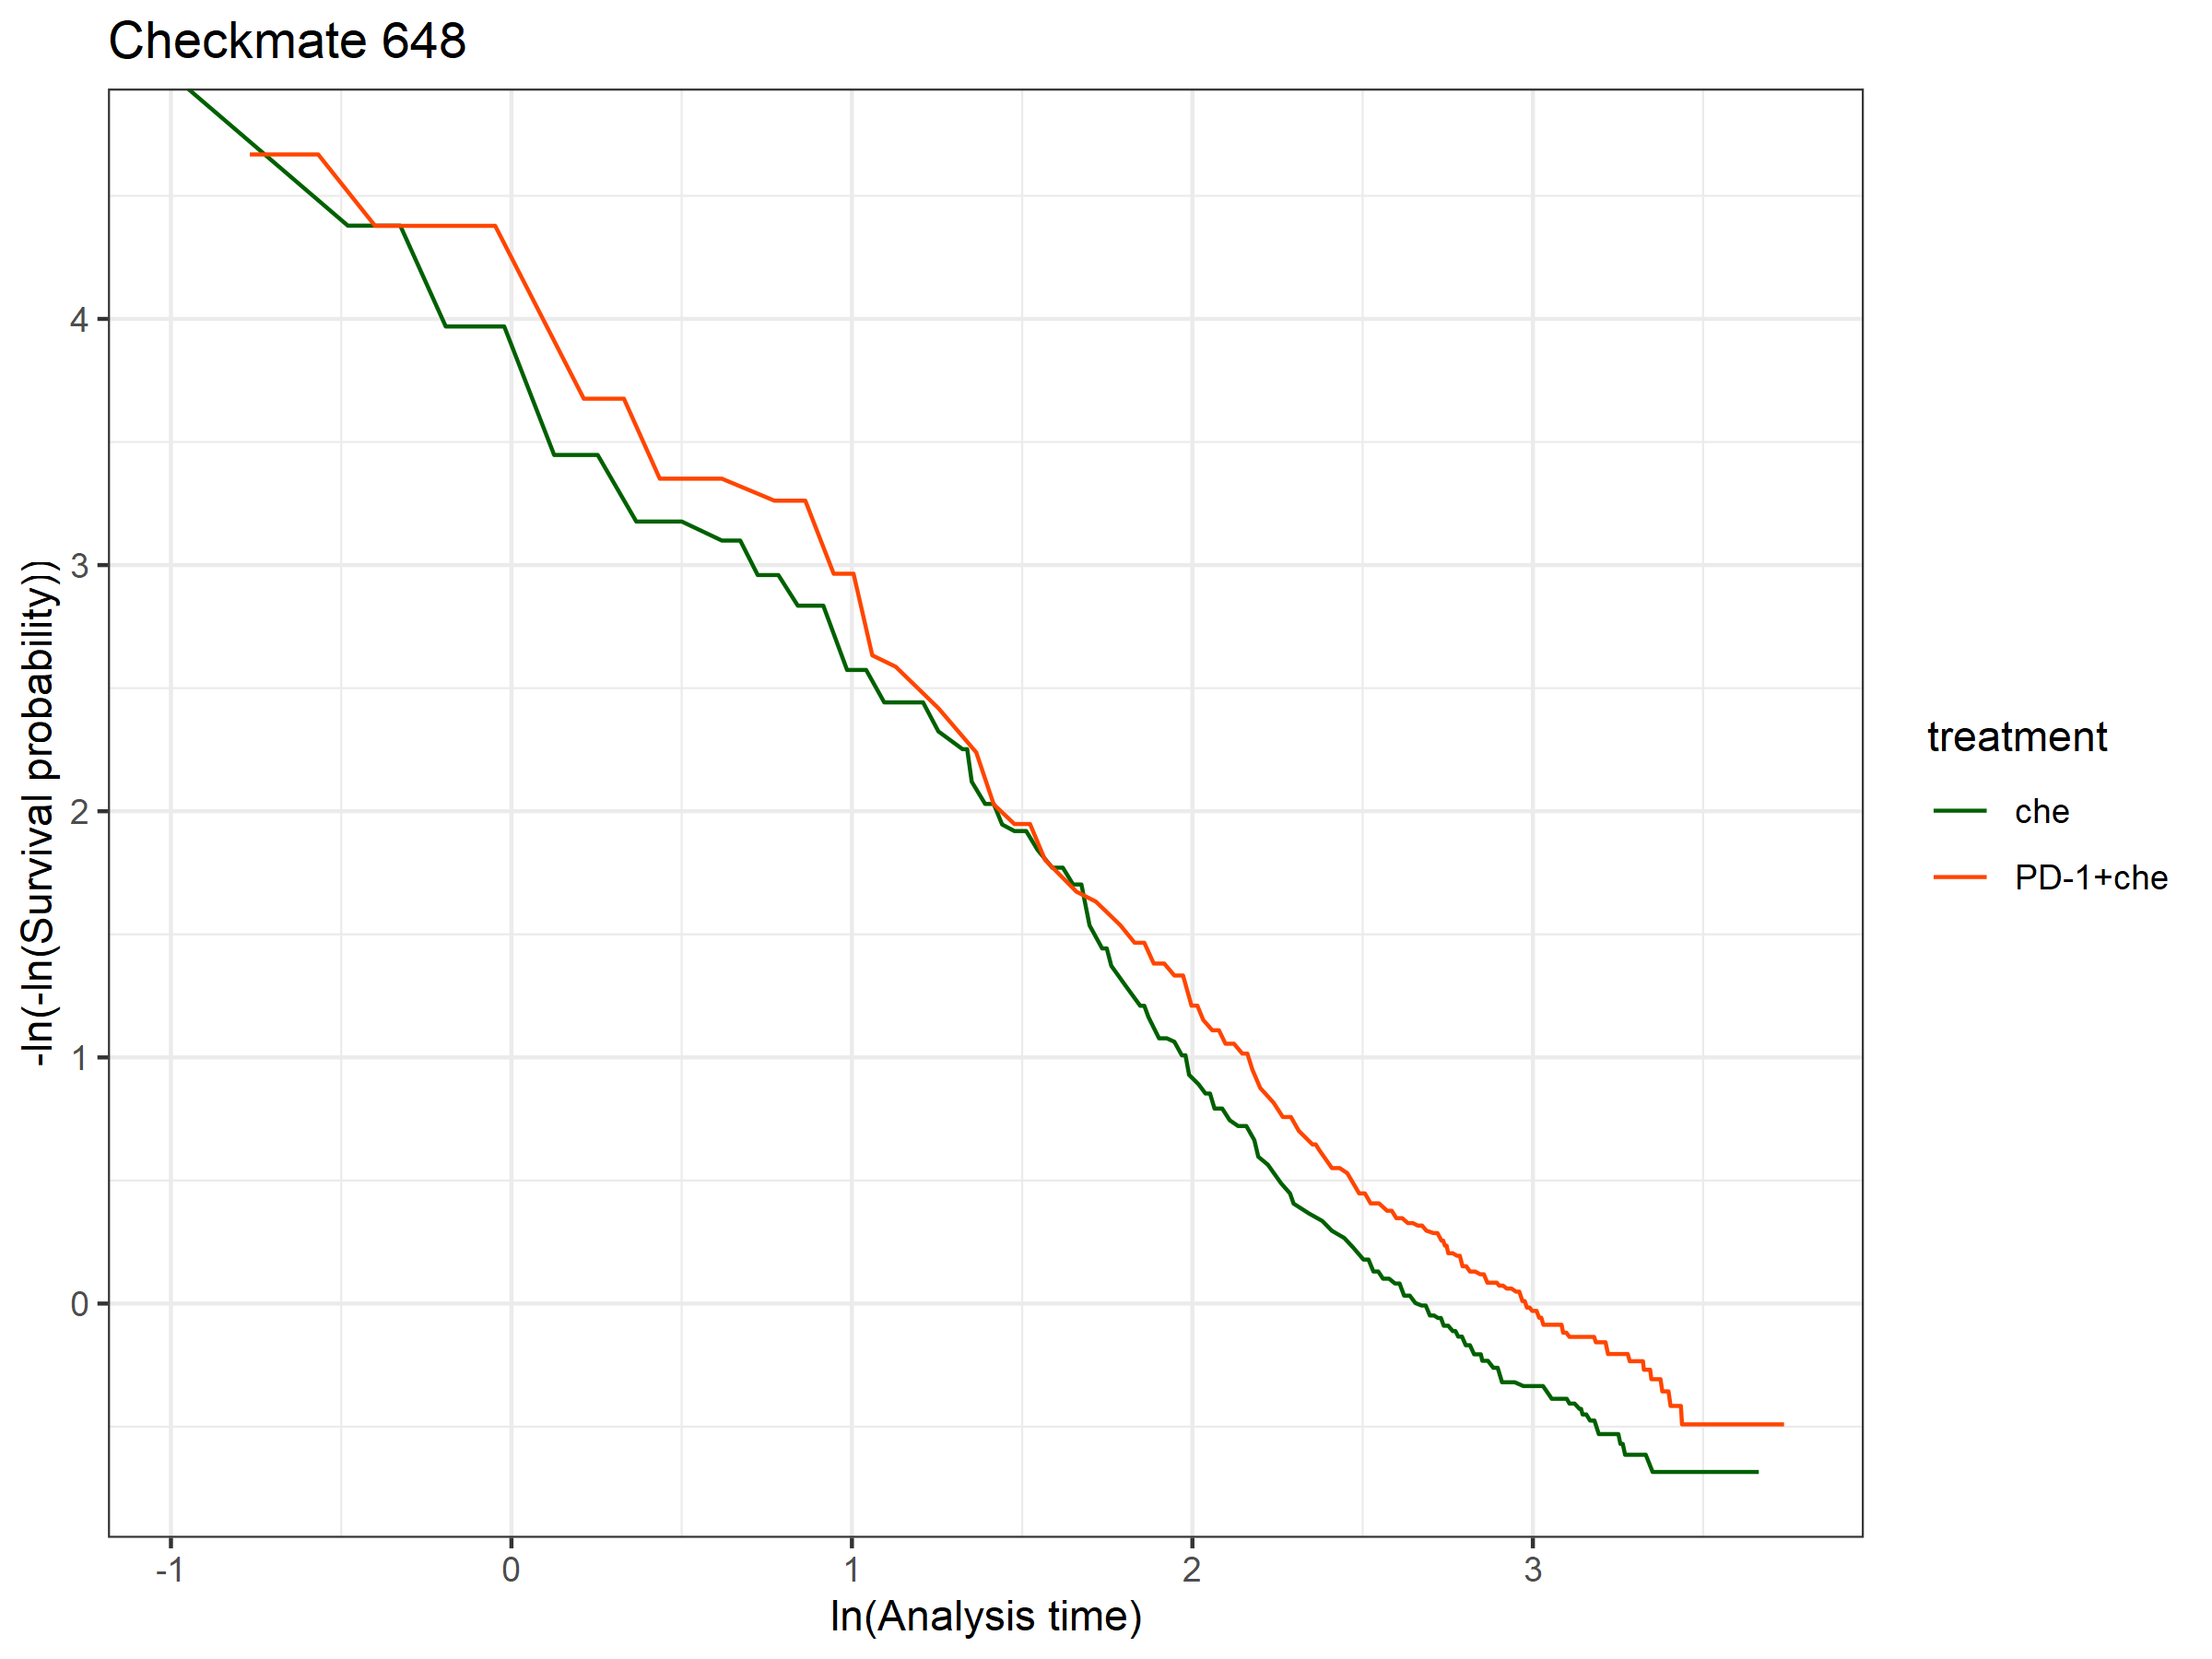 Checkmate 648
-ln(-ln(Survival probability))
4
3
2
1
0
-1
0
1
2
3
ln(Analysis time)
treatment
che
PD-1+che